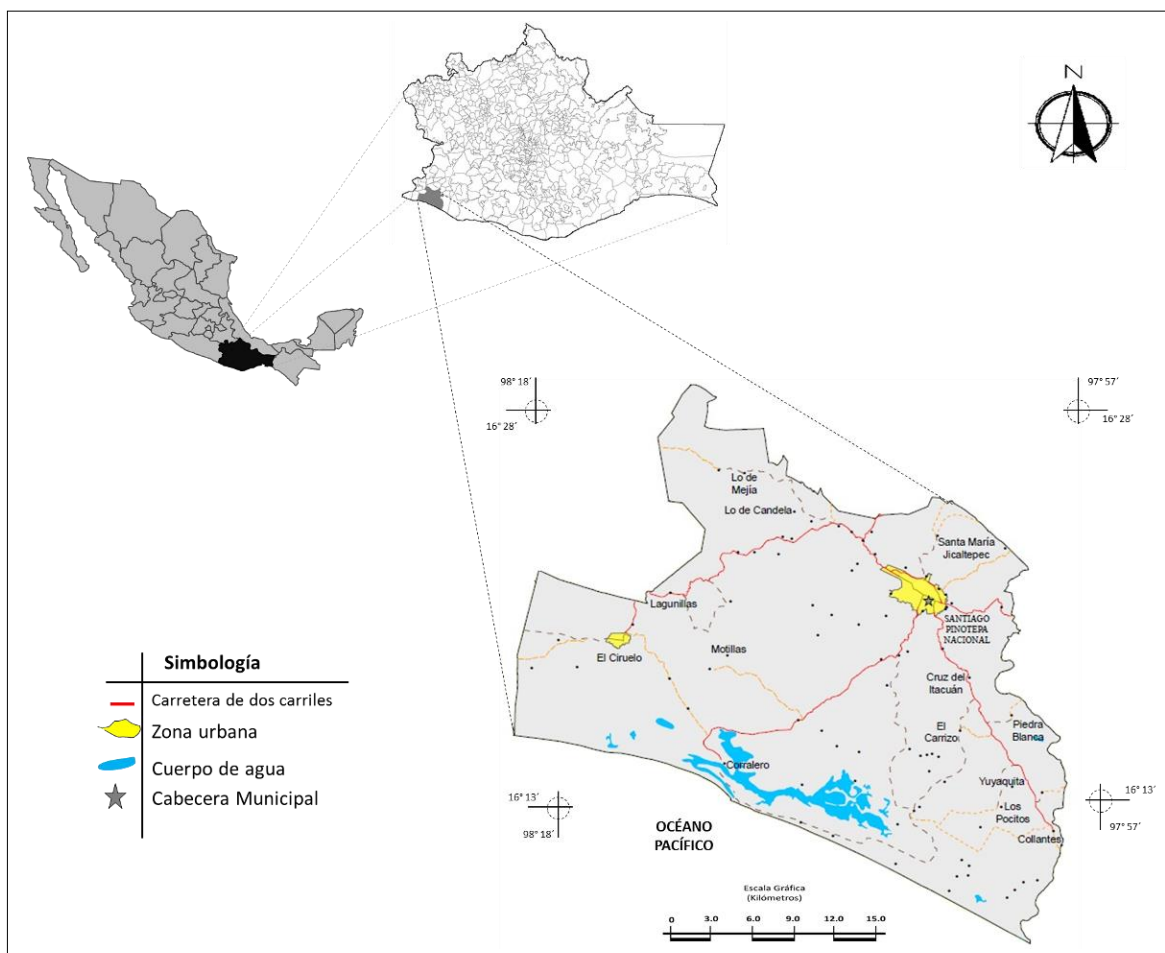 N
98° 18´
16° 28´
97° 57´
16° 28´
Lo de
Mejía
Lo de Candela
Santa María
Jicaltepec
Lagunillas
SANTIAGO
PINOTEPA
NACIONAL
El Ciruelo
Motillas
Cruz del
Itacuán
El
Carrizo
Piedra
Blanca
Corralero
Yuyaquita
Los
Pocitos
Collantes
16° 13´
98° 18´
16° 13´
97° 57´
OCÉANO
PACÍFICO
Simbología
Carretera de dos carriles
Zona urbana
Cuerpo de agua
Cabecera Municipal
Escala Gráfica
(Kilómetros)
0 3.0 6.0 9.0 12.0 15.0